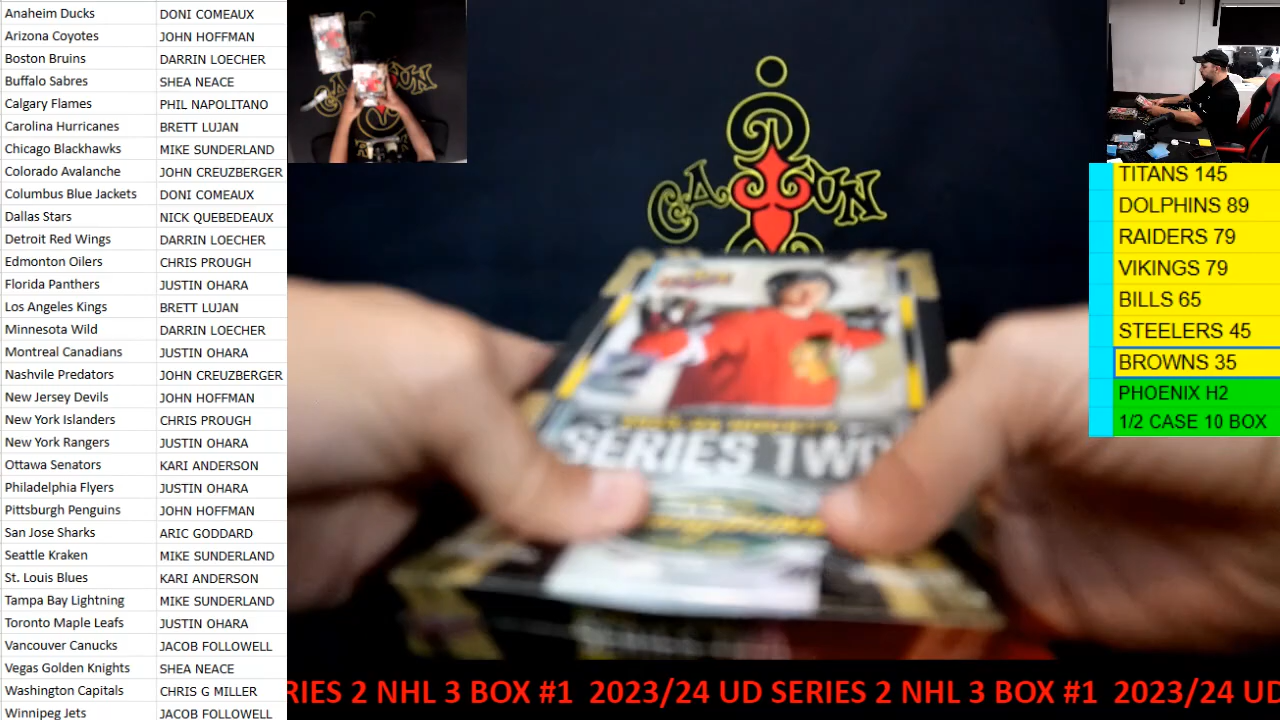 Anaheim Ducks DONI COMEAUX
Arizona Coyotes JOHN HOFFMAN
Boston Bruins DARRIN LOECHER
Buffalo Sabres SHEA NEACE
Calgary Flames PHIL NAPOLITANO
Carolina Hurricanes BRETT LUJAN
Chicago Blackhawks MIKE SUNDERLAND
Colorado Avalanche JOHN CREUZBERGER
Columbus Blue Jackets DONI COMEAUX
Dallas Stars NICK QUEBEDEAUX
Detroit Red Wings DARRIN LOECHER
Edmonton Oilers CHRIS PROUGH
Florida Panthers JUSTIN OHARA
Los Angeles Kings BRETT LUJAN
Minnesota Wild DARRIN LOECHER
Montreal Canadians JUSTIN OHARA
Nashvile Predators JOHN CREUZBERGER
New Jersey Devils JOHN HOFFMAN
New York Islanders CHRIS PROUGH
New York Rangers JUSTIN OHARA
Ottawa Senators KARI ANDERSON
Philadelphia Flyers JUSTIN OHARA
Pittsburgh Penguins JOHN HOFFMAN
San Jose Sharks ARIC GODDARD
Seattle Kraken MIKE SUNDERLAND
St. Louis Blues KARI ANDERSON
Tampa Bay Lightning MIKE SUNDERLAND
Toronto Maple Leafs JUSTIN OHARA
Vancouver Canucks JACOB FOLLOWELL
Vegas Golden Knights SHEA NEACE
Washington Capitals CHRIS G MILLER
Winnipeg Jets JACOB FOLLOWELL
SERIES TWO
TITANS 145
DOLPHINS 89
RAIDERS 79
VIKINGS 79
BILLS 65
STEELERS 45
BROWNS 35
PHOENIX H2
1/2 CASE 10 BOX
RIES 2 NHL 3 BOX #1 2023/24 UD SERIES 2 NHL 3 BOX #1 2023/24 UD